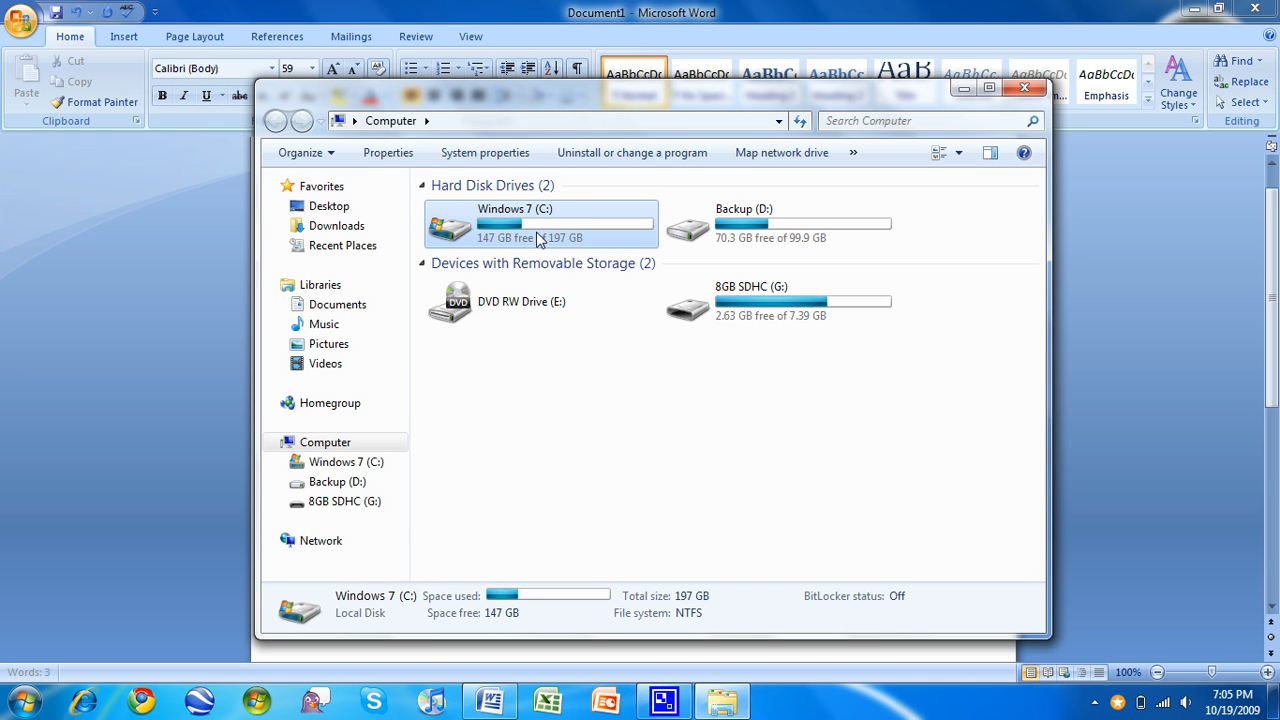 Document1 - Microsoft Word
Home Insert Page Layout References Mailings Review View
Cut
Copy
Paste
Format Painter
Clipboard
Calibri (Body) 59
B I U abc
AaBbCcDc AaBbCcDc AaB AaBbCcDc
Emphasis
Change Styles
Find
Replace
Select
Editing
Computer
Search Computer
Organize Properties System properties Uninstall or change a program Map network drive »
Favorites
Desktop
Downloads
Recent Places
Libraries
Documents
Music
Pictures
Videos
Homegroup
Computer
Windows 7 (C:)
Backup (D:)
8GB SDHC (G:)
Network
Hard Disk Drives (2)
Windows 7 (C:)
147 GB free of 197 GB
Backup (D:)
70.3 GB free of 99.9 GB
Devices with Removable Storage (2)
DVD RW Drive (E:)
DVD
8GB SDHC (G:)
2.63 GB free of 7.39 GB
Windows 7 (C:) Space used: Total size: 197 GB BitLocker status: Off
Local Disk Space free: 147 GB File system: NTFS
Words: 3
100%
7:05 PM
10/19/2009